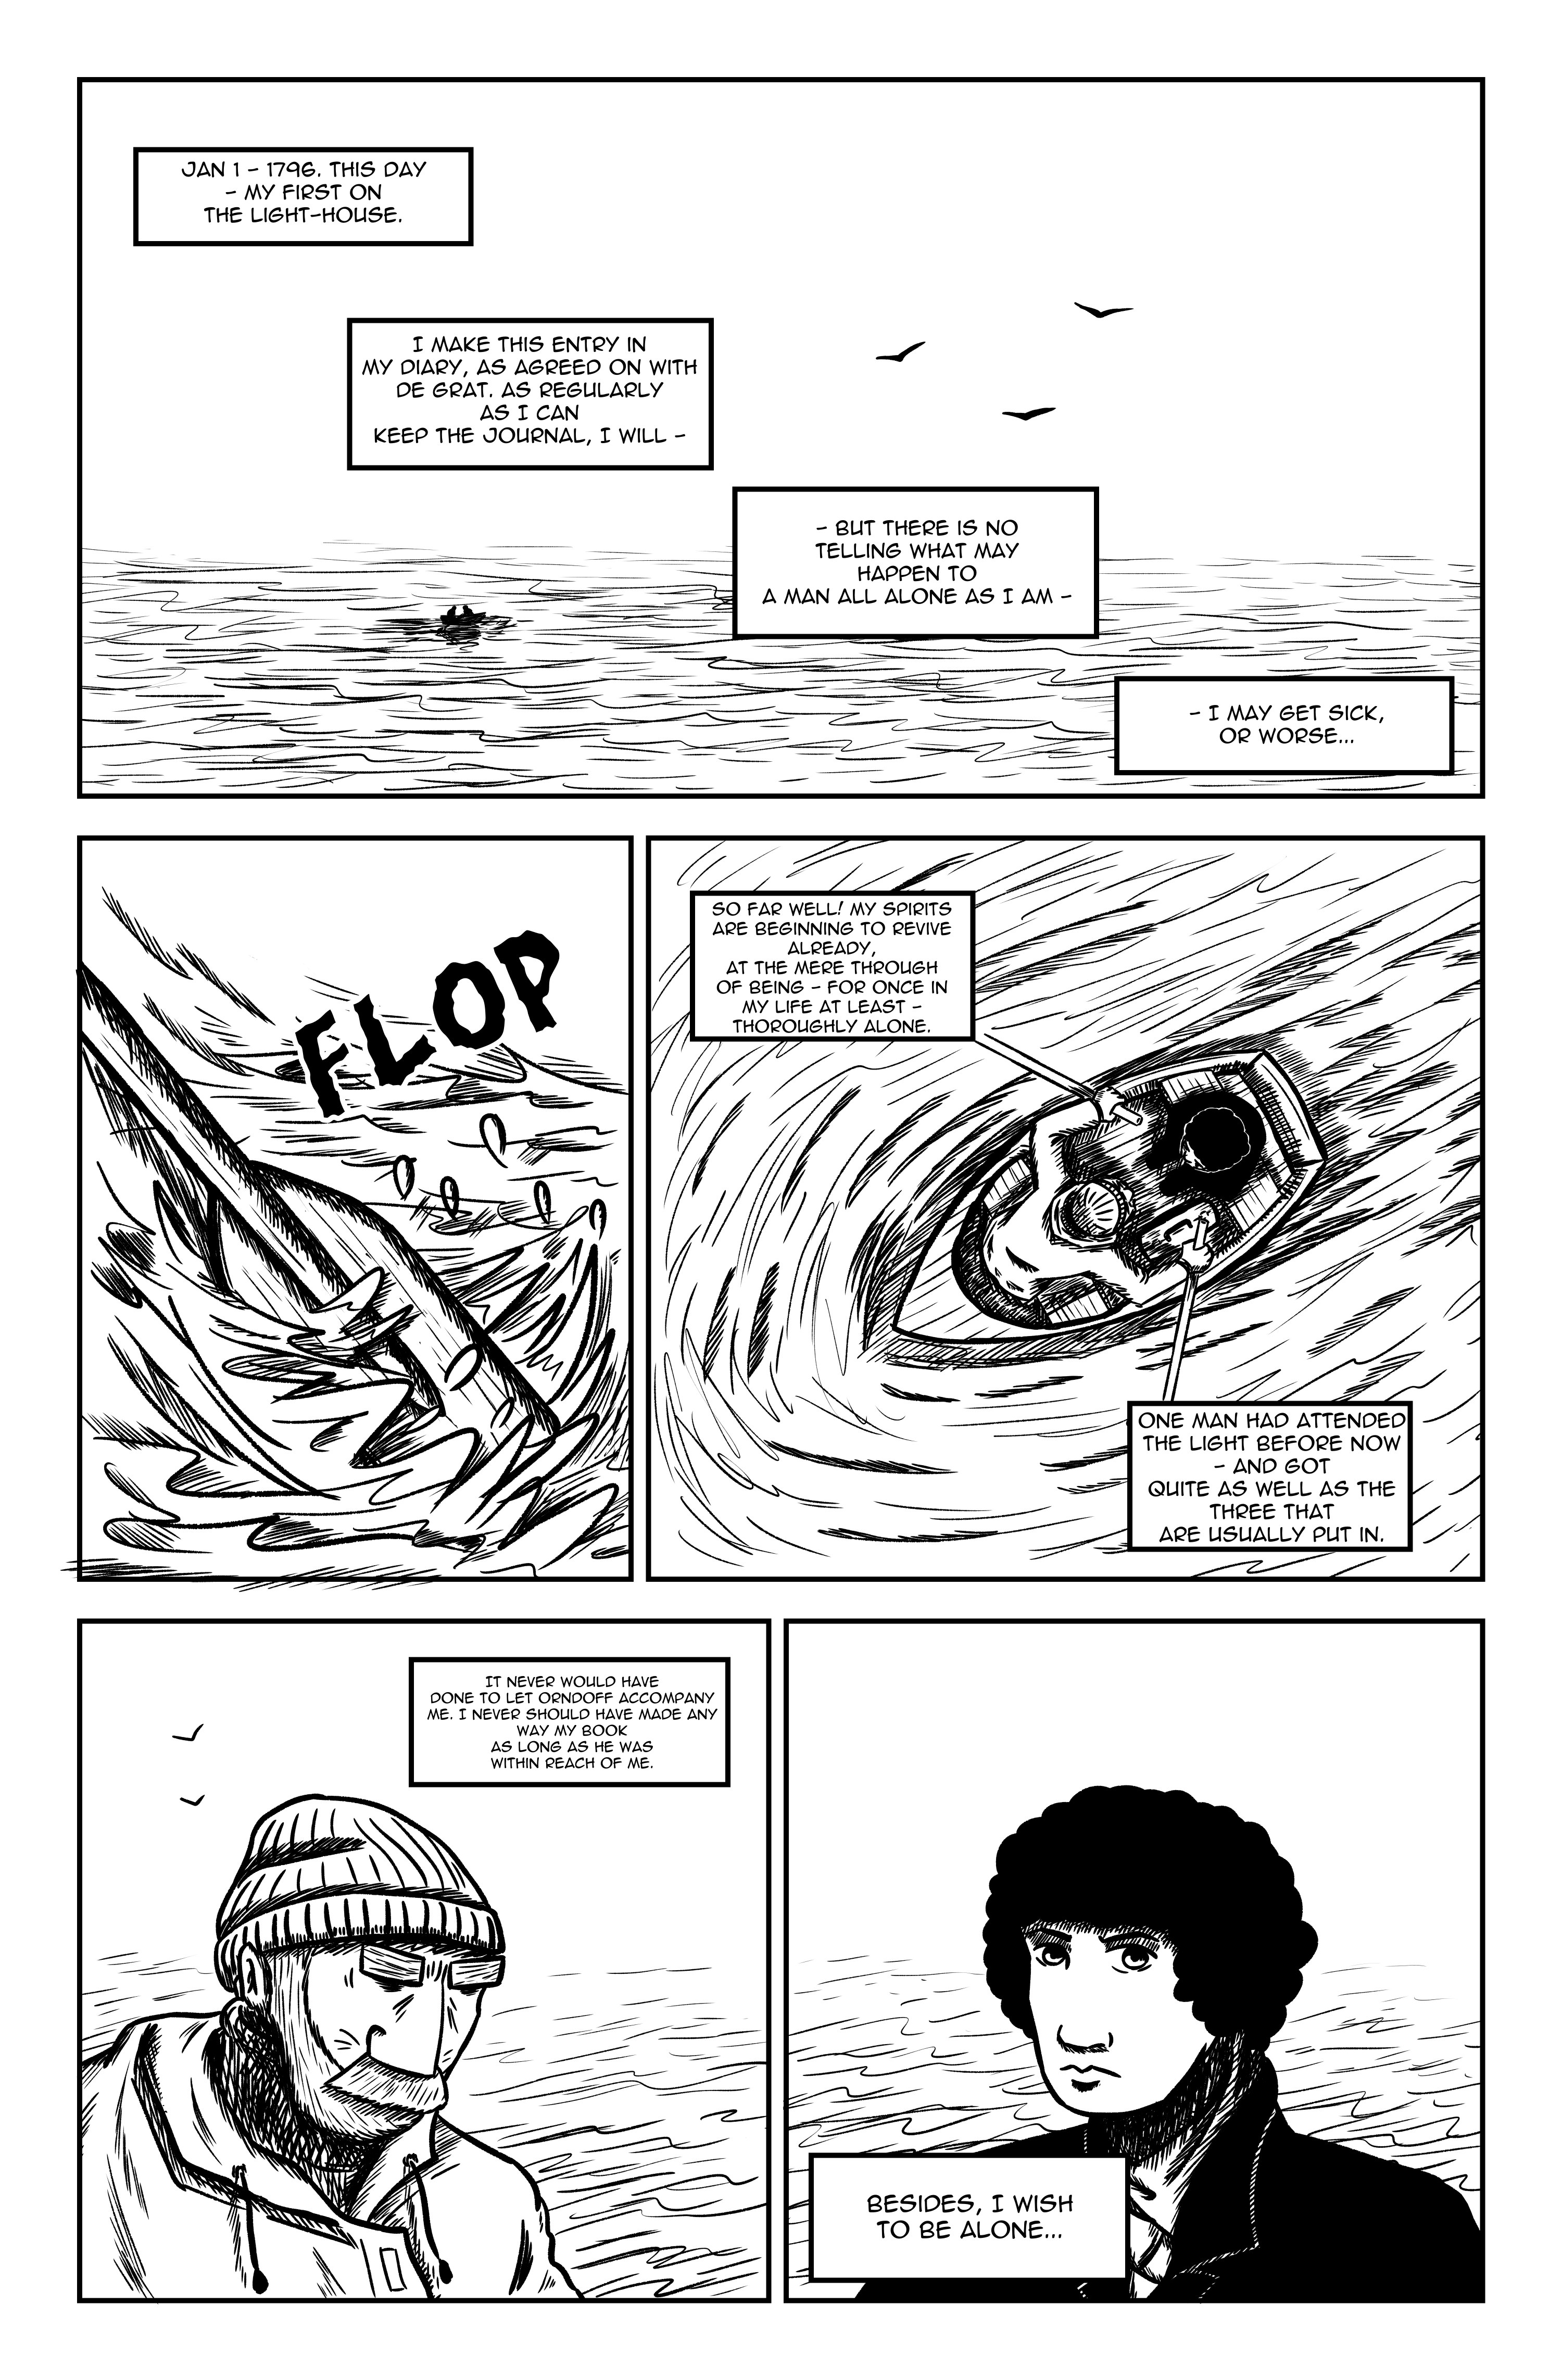 JAN 1 - 1796. THIS DAY
- MY FIRST ON
THE LIGHT-HOUSE.
I MAKE THIS ENTRY IN
MY DIARY, AS AGREED ON WITH
DE GRAT. AS REGULARLY
AS I CAN
KEEP THE JOURNAL, I WILL -
- BUT THERE IS NO
TELLING WHAT MAY
HAPPEN TO
A MAN ALL ALONE AS I AM -
- I MAY GET SICK,
OR WORSE...
FLOP
SO FAR WELL! MY SPIRITS
ARE BEGINNING TO REVIVE
ALREADY,
AT THE MERE THROUGH
OF BEING - FOR ONCE IN
MY LIFE AT LEAST -
THOROUGHLY ALONE.
ONE MAN HAD ATTENDED
THE LIGHT BEFORE NOW
- AND GOT
QUITE AS WELL AS THE
THREE THAT
ARE USUALLY PUT IN.
IT NEVER WOULD HAVE
DONE TO LET ORNDOFF ACCOMPANY
ME. I NEVER SHOULD HAVE MADE ANY
WAY MY BOOK
AS LONG AS HE WAS
WITHIN REACH OF ME.
BESIDES, I WISH
TO BE ALONE...